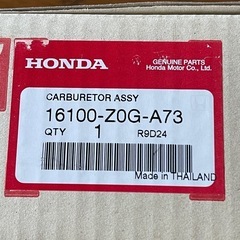 HONDA
GENUINE PARTS
Honda Motor Co., Ltd.
CARBURETOR ASSY
16100-Z0G-A73
QTY 1 R9D24
Made in THAILAND